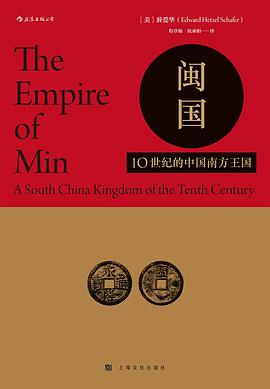 后浪出版公司
[美] 薛爱华 (Edward Hetzel Schafer)
程章灿 侯承相一译
The
Empire
of
Min
闽
国
10世纪的中国南方王国
A South China Kingdom of the Tenth Century
上海文化出版社